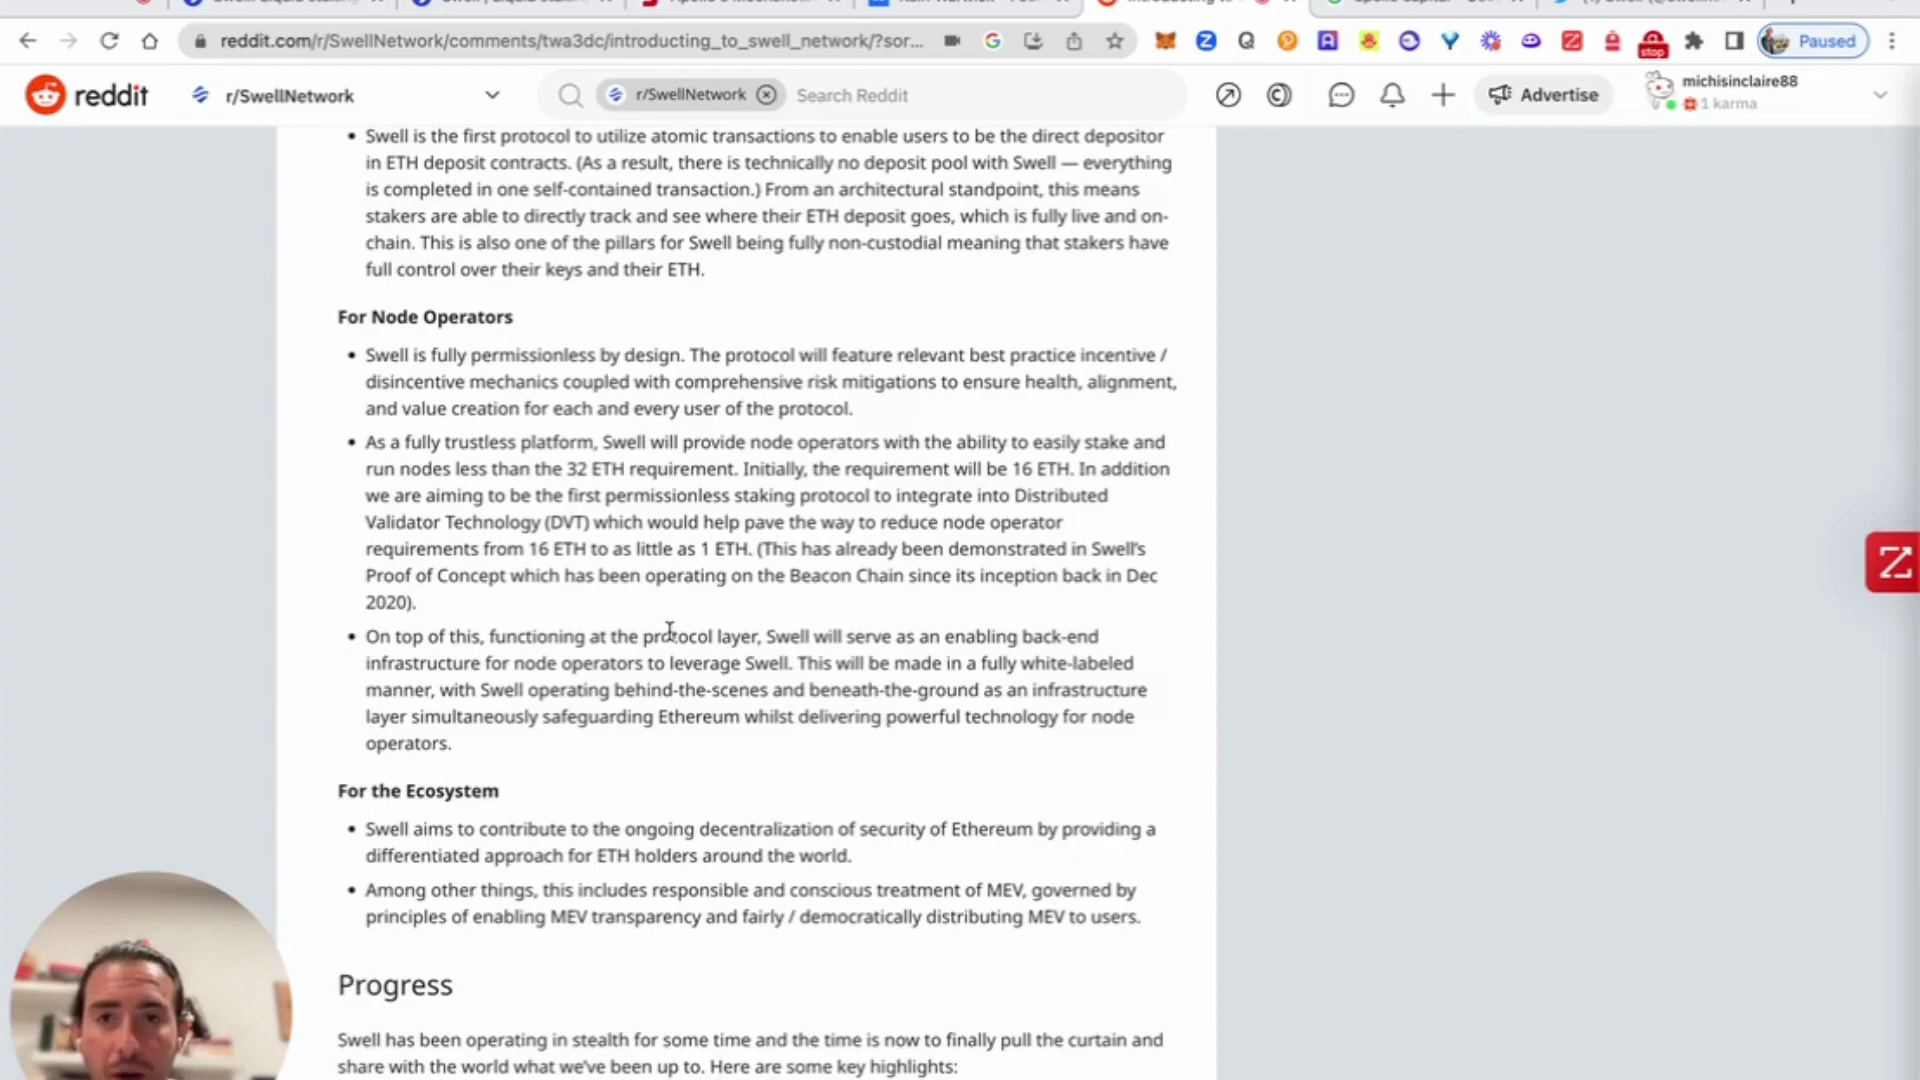 reddit.com/r/SwellNetwork/comments/twa3dc/introducting_to_swell_network/?sor...
Paused
reddit
r/SwellNetwork
r/SwellNetwork
Search Reddit
Advertise
michisinclaire88
1 karma
stop
Swell is the first protocol to utilize atomic transactions to enable users to be the direct depositor
in ETH deposit contracts. (As a result, there is technically no deposit pool with Swell — everything
is completed in one self-contained transaction.) From an architectural standpoint, this means
stakers are able to directly track and see where their ETH deposit goes, which is fully live and on-
chain. This is also one of the pillars for Swell being fully non-custodial meaning that stakers have
full control over their keys and their ETH.
For Node Operators
Swell is fully permissionless by design. The protocol will feature relevant best practice incentive /
disincentive mechanics coupled with comprehensive risk mitigations to ensure health, alignment,
and value creation for each and every user of the protocol.
As a fully trustless platform, Swell will provide node operators with the ability to easily stake and
run nodes less than the 32 ETH requirement. Initially, the requirement will be 16 ETH. In addition
we are aiming to be the first permissionless staking protocol to integrate into Distributed
Validator Technology (DVT) which would help pave the way to reduce node operator
requirements from 16 ETH to as little as 1 ETH. (This has already been demonstrated in Swell's
Proof of Concept which has been operating on the Beacon Chain since its inception back in Dec
2020).
On top of this, functioning at the protocol layer, Swell will serve as an enabling back-end
infrastructure for node operators to leverage Swell. This will be made in a fully white-labeled
manner, with Swell operating behind-the-scenes and beneath-the-ground as an infrastructure
layer simultaneously safeguarding Ethereum whilst delivering powerful technology for node
operators.
For the Ecosystem
Swell aims to contribute to the ongoing decentralization of security of Ethereum by providing a
differentiated approach for ETH holders around the world.
Among other things, this includes responsible and conscious treatment of MEV, governed by
principles of enabling MEV transparency and fairly / democratically distributing MEV to users.
Progress
Swell has been operating in stealth for some time and the time is now to finally pull the curtain and
share with the world what we've been up to. Here are some key highlights: